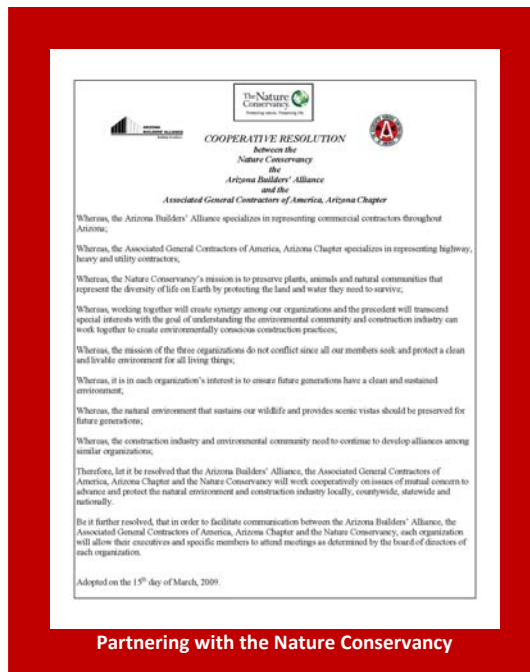 The Nature
Conservancy.
Protecting nature. Preserving life.
ARIZONA
BUILDERS' ALLIANCE
COOPERATIVE RESOLUTION
between the
Nature Conservancy
the
Arizona Builders' Alliance
and the
Associated General Contractors of America, Arizona Chapter
Whereas, the Arizona Builders' Alliance specializes in representing commercial contractors throughout
Arizona;
Whereas, the Associated General Contractors of America, Arizona Chapter specializes in representing highway,
heavy and utility contractors;
Whereas, the Nature Conservancy's mission is to preserve plants, animals and natural communities that
represent the diversity of life on Earth by protecting the land and water they need to survive;
Whereas, working together will create synergy among our organizations and the precedent will transcend
special interests with the goal of understanding the environmental community and construction industry can
work together to create environmentally conscious construction practices;
Whereas, the mission of the three organizations do not conflict since all our members seek and protect a clean
and livable environment for all living things;
Whereas, it is in each organization's interest to ensure future generations have a clean and sustained
environment;
Whereas, the natural environment that sustains our wildlife and provides scenic vistas should be preserved for
future generations;
Whereas, the construction industry and environmental community need to continue to develop alliances among
similar organizations;
Therefore, let it be resolved that the Arizona Builders' Alliance, the Associated General Contractors of
America, Arizona Chapter and the Nature Conservancy will work cooperatively on issues of mutual concern to
advance and protect the natural environment and construction industry locally, countywide, statewide and
nationally.
Be it further resolved, that in order to facilitate communication between the Arizona Builders' Alliance, the
Associated General Contractors of America, Arizona Chapter and the Nature Conservancy, each organization
will allow their executives and specific members to attend meetings as determined by the board of directors of
each organization.
Adopted on the 15th day of March, 2009.
Partnering with the Nature Conservancy